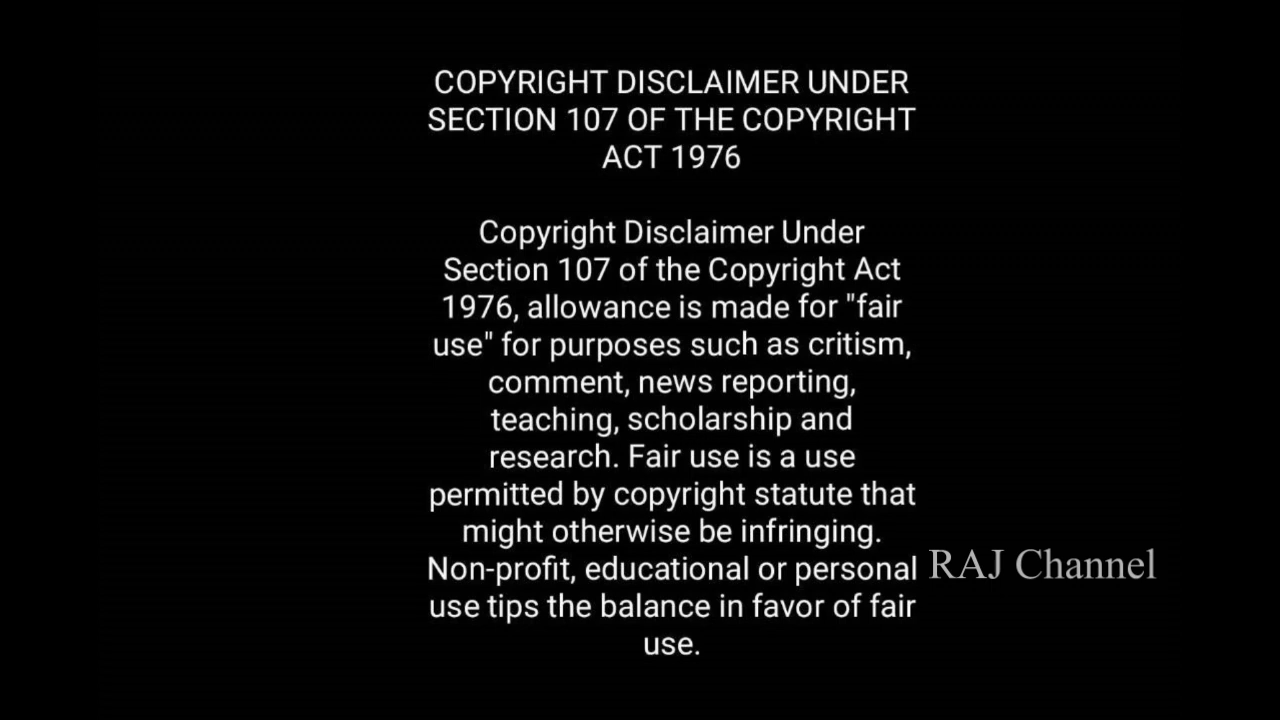 COPYRIGHT DISCLAIMER UNDER
SECTION 107 OF THE COPYRIGHT
ACT 1976
Copyright Disclaimer Under
Section 107 of the Copyright Act
1976, allowance is made for "fair
use" for purposes such as critism,
comment, news reporting,
teaching, scholarship and
research. Fair use is a use
permitted by copyright statute that
might otherwise be infringing.
Non-profit, educational or personal
use tips the balance in favor of fair
use.
RAJ Channel